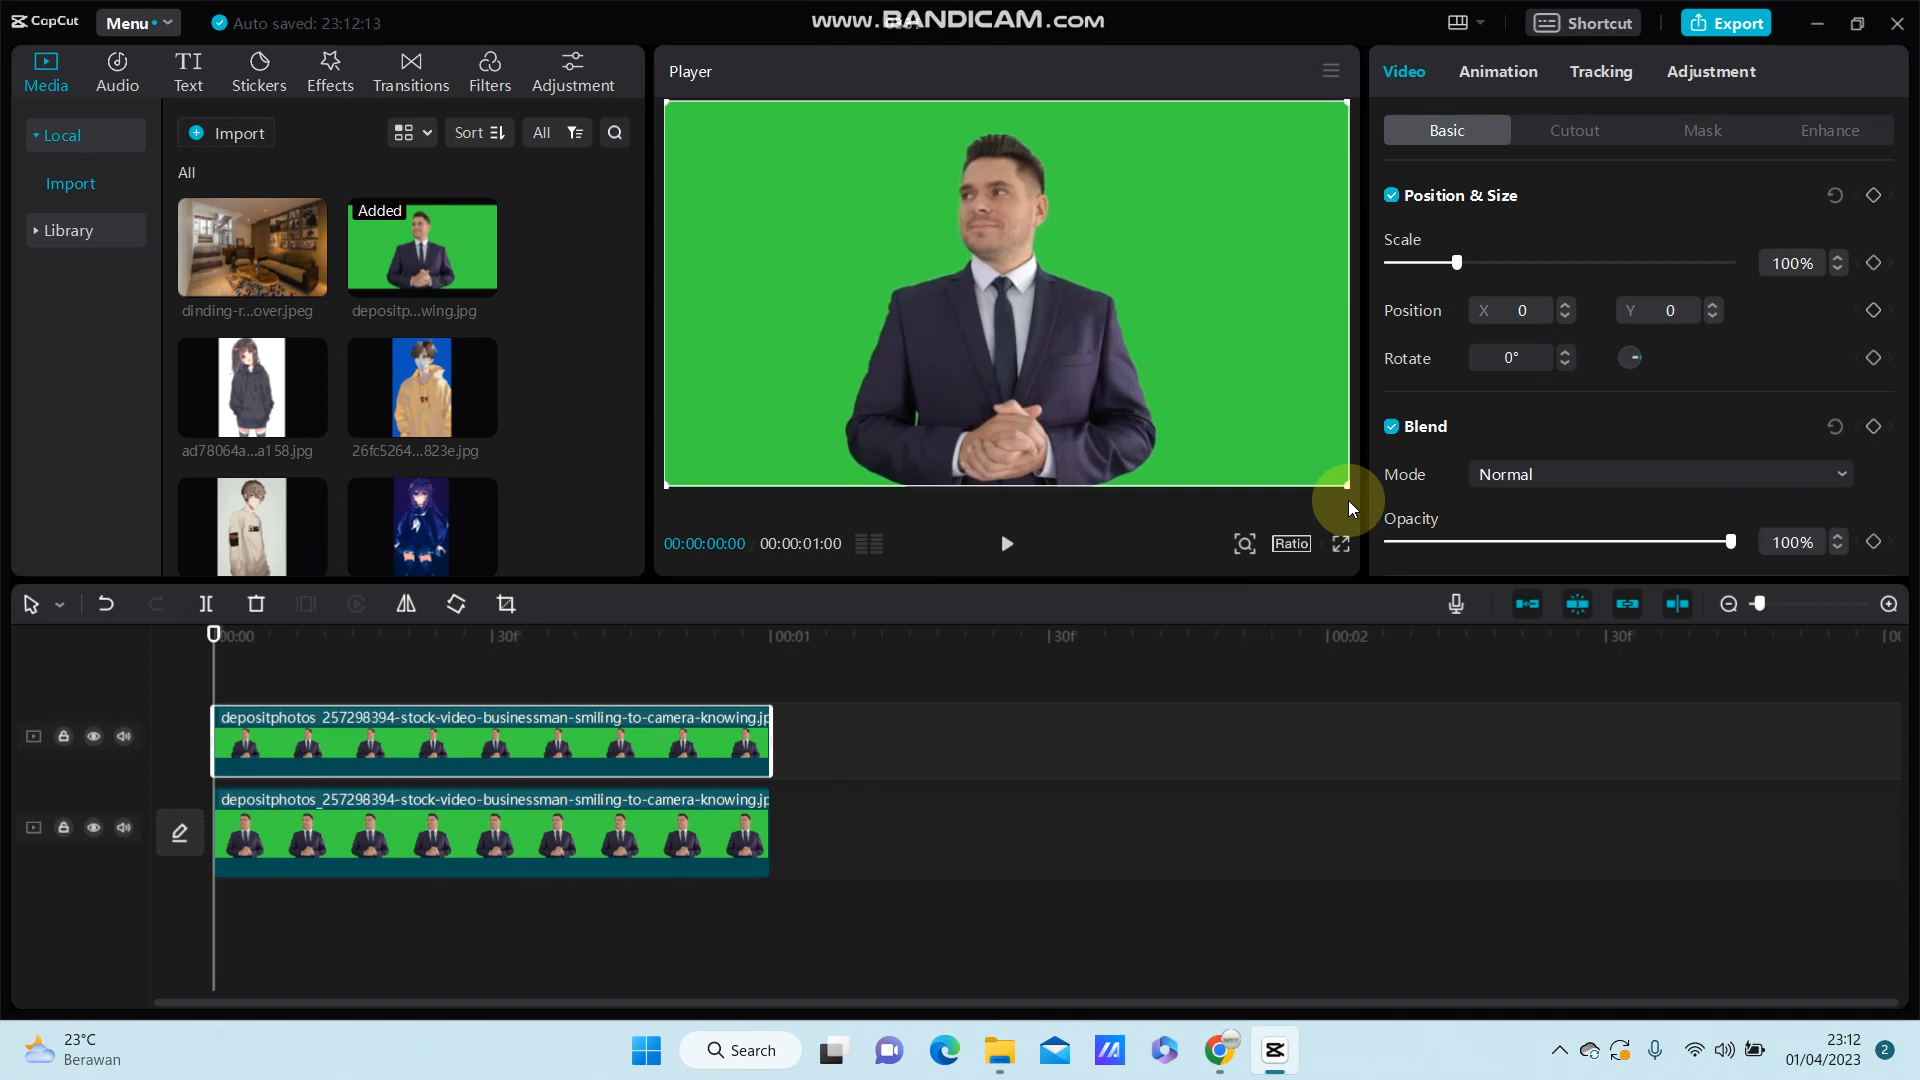 CapCut
Menu
Auto saved: 23:12:13
www.BANDICAM.com
Shortcut
Export
Media
Audio
TI
Text
Stickers
Effects
Transitions
Filters
Adjustment
Local
Import
Library
Import
Sort
All
All
dinding-r...over.jpeg
Added
depositp...wing.jpg
ad78064a...a158.jpg
26fc5264...823e.jpg
Player
00:00:00:00
00:00:01:00
Ratio
Video
Animation
Tracking
Adjustment
Basic
Cutout
Mask
Enhance
Position & Size
Scale
100%
Position
X 0
Y 0
Rotate
0°
Blend
Mode
Normal
Opacity
100%
00:00
30f
00:01
30f
00:02
30f
depositphotos_257298394-stock-video-businessman-smiling-to-camera-knowing.jp
depositphotos_257298394-stock-video-businessman-smiling-to-camera-knowing.jp
23°C
Berawan
Search
23:12
01/04/2023
2